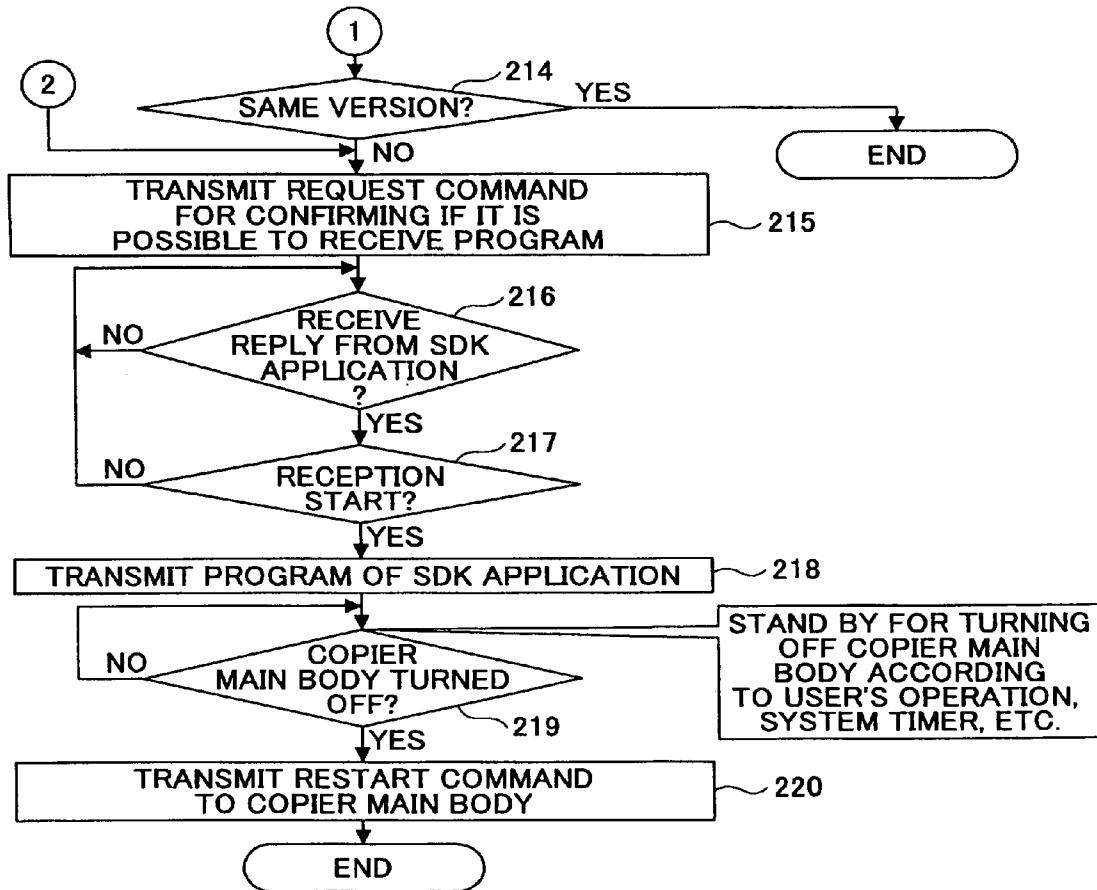 1
2
214
SAME VERSION?
YES
END
NO
TRANSMIT REQUEST COMMAND
FOR CONFIRMING IF IT IS
POSSIBLE TO RECEIVE PROGRAM
215
216
NO
RECEIVE
REPLY FROM SDK
APPLICATION
?
YES
217
NO
RECEPTION
START?
YES
TRANSMIT PROGRAM OF SDK APPLICATION
218
STAND BY FOR TURNING
OFF COPIER MAIN
BODY ACCORDING
TO USER'S OPERATION,
SYSTEM TIMER, ETC.
NO
COPIER
MAIN BODY TURNED
OFF?
219
YES
TRANSMIT RESTART COMMAND
TO COPIER MAIN BODY
220
END